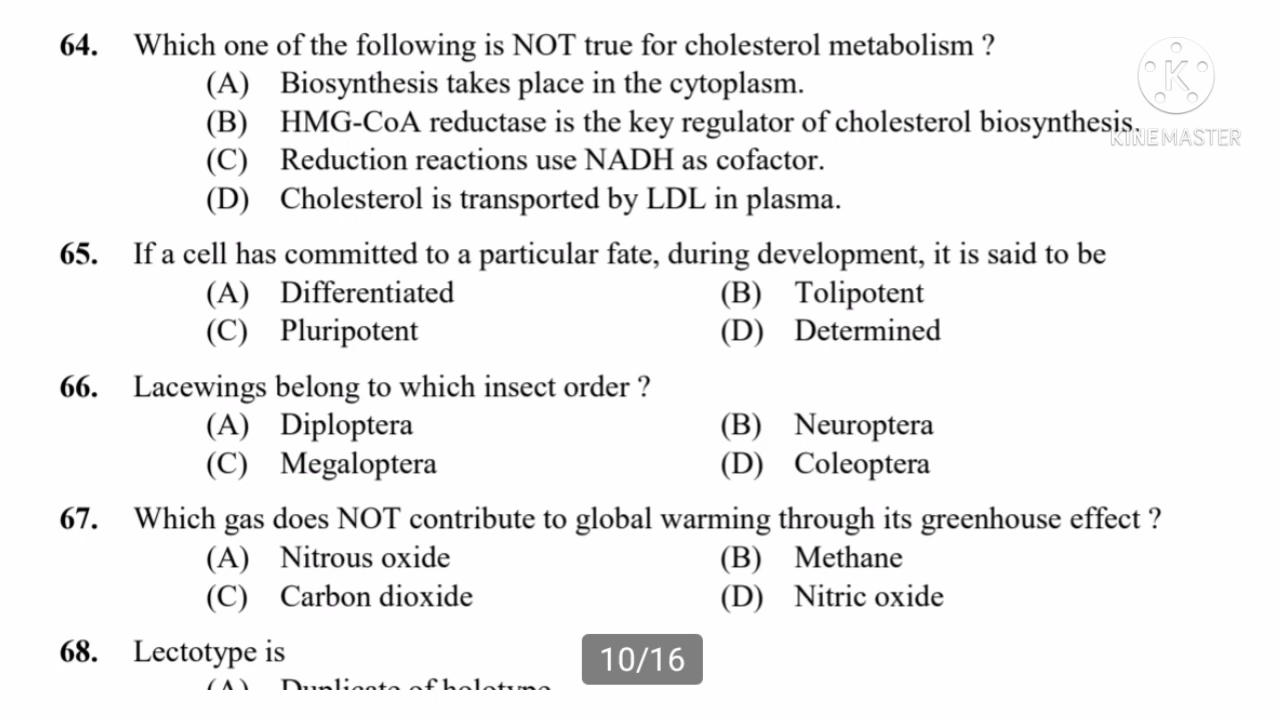 64. Which one of the following is NOT true for cholesterol metabolism ?
(A) Biosynthesis takes place in the cytoplasm.
(B) HMG-CoA reductase is the key regulator of cholesterol biosynthesis.
(C) Reduction reactions use NADH as cofactor.
(D) Cholesterol is transported by LDL in plasma.
K
KINEMASTER
65. If a cell has committed to a particular fate, during development, it is said to be
(A) Differentiated (B) Tolipotent
(C) Pluripotent (D) Determined
66. Lacewings belong to which insect order ?
(A) Diploptera (B) Neuroptera
(C) Megaloptera (D) Coleoptera
67. Which gas does NOT contribute to global warming through its greenhouse effect ?
(A) Nitrous oxide (B) Methane
(C) Carbon dioxide (D) Nitric oxide
68. Lectotype is
10/16
(A) Duplicate of holotype